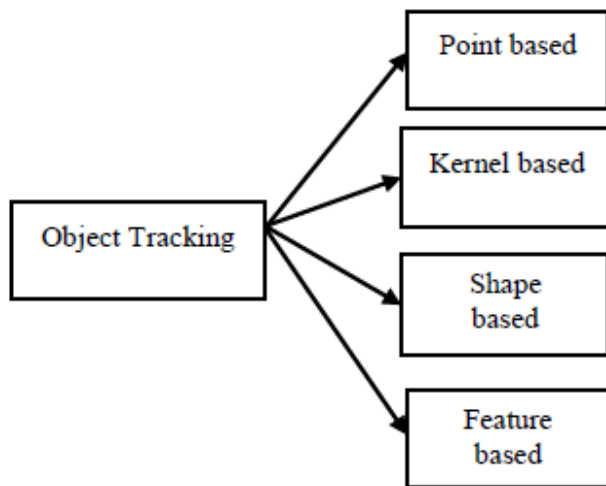 Point based
Kernel based
Object Tracking
Shape
based
Feature
based